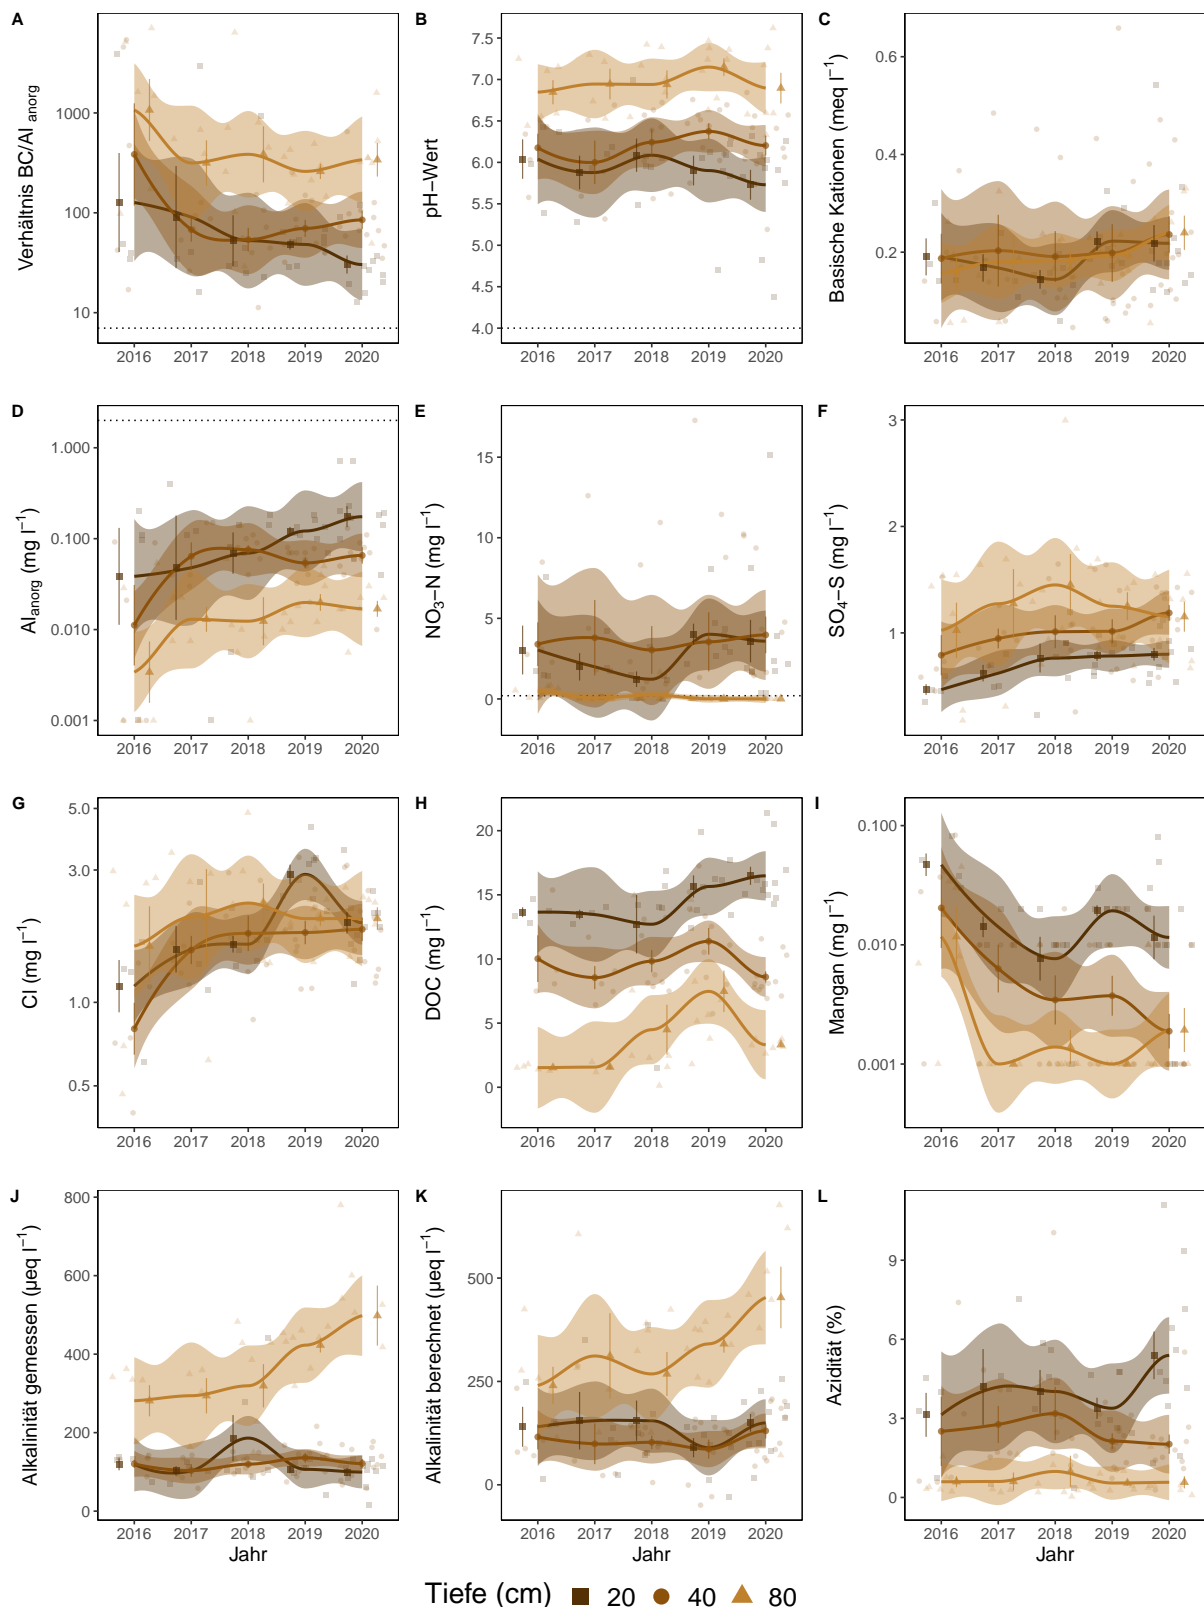 A
Verhältnis BC/Al anorg
1000
100
10
2016 2017 2018 2019 2020
B
pH−Wert
7.5
7.0
6.5
6.0
5.5
5.0
4.5
4.0
2016 2017 2018 2019 2020
C
Basische Kationen (meq l−1)
0.6
0.4
0.2
2016 2017 2018 2019 2020
D
Alanorg (mg l−1)
1.000
0.100
0.010
0.001
2016 2017 2018 2019 2020
E
NO3−N (mg l−1)
15
10
5
0
2016 2017 2018 2019 2020
F
SO4−S (mg l−1)
3
2
1
2016 2017 2018 2019 2020
G
Cl (mg l−1)
5.0
3.0
1.0
0.5
2016 2017 2018 2019 2020
H
DOC (mg l−1)
20
15
10
5
0
2016 2017 2018 2019 2020
I
Mangan (mg l−1)
0.100
0.010
0.001
2016 2017 2018 2019 2020
J
Alkalinität gemessen (µeq l−1)
800
600
400
200
0
2016 2017 2018 2019 2020
Jahr
K
Alkalinität berechnet (µeq l−1)
500
250
0
2016 2017 2018 2019 2020
Jahr
L
Azidität (%)
9
6
3
0
2016 2017 2018 2019 2020
Jahr
Tiefe (cm) 20 40 80